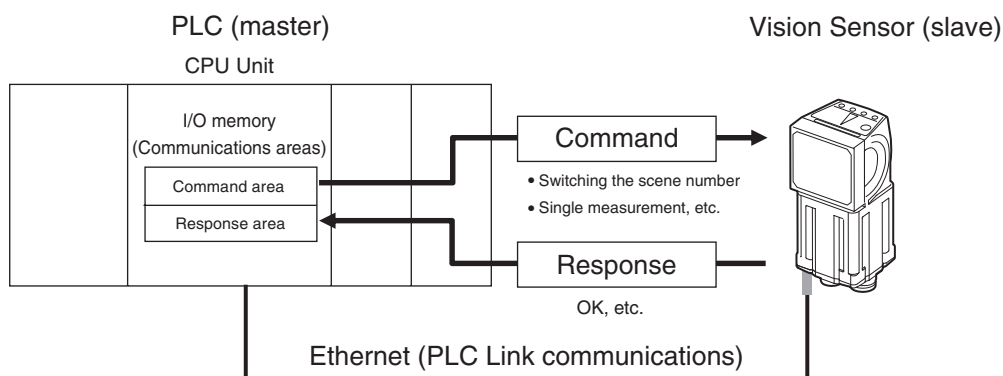 PLC (master)
Vision Sensor (slave)
CPU Unit
I/O memory
(Communications areas)
Command area
Response area
Command
• Switching the scene number
• Single measurement, etc.
Response
OK, etc.
Ethernet (PLC Link communications)